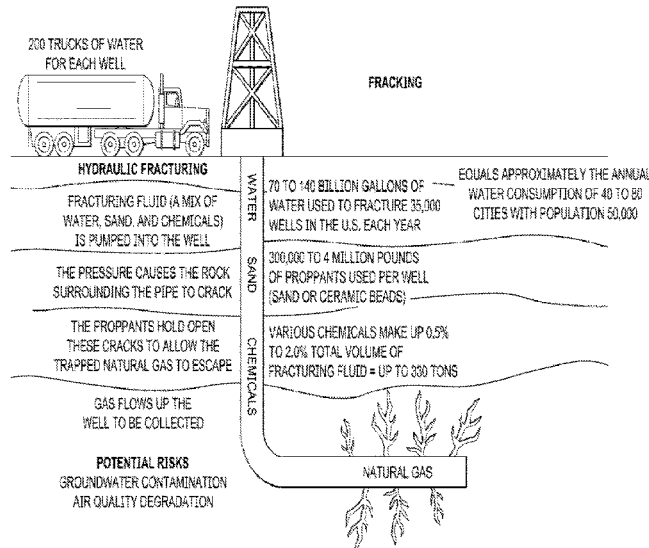 200 TRUCKS OF WATER
FOR EACH WELL
FRACKING
HYDRAULIC FRACTURING
FRACTURING FLUID (A MIX OF
WATER, SAND, AND CHEMICALS)
IS PUMPED INTO THE WELL
THE PRESSURE CAUSES THE ROCK
SURROUNDING THE PIPE TO CRACK
THE PROPPANTS HOLD OPEN
THESE CRACKS TO ALLOW THE
TRAPPED NATURAL GAS TO ESCAPE
GAS FLOWS UP THE
WELL TO BE COLLECTED
POTENTIAL RISKS
GROUNDWATER CONTAMINATION
AIR QUALITY DEGRADATION
WATER
SAND
CHEMICALS
70 TO 140 BILLION GALLONS OF
WATER USED TO FRACTURE 35,000
WELLS IN THE U.S. EACH YEAR
EQUALS APPROXIMATELY THE ANNUAL
WATER CONSUMPTION OF 40 TO 80
CITIES WITH POPULATION 50,000
300,000 TO 4 MILLION POUNDS
OF PROPPANTS USED PER WELL
(SAND OR CERAMIC BEADS)
VARIOUS CHEMICALS MAKE UP 0.5%
TO 2.0% TOTAL VOLUME OF
FRACTURING FLUID = UP TO 330 TONS
NATURAL GAS